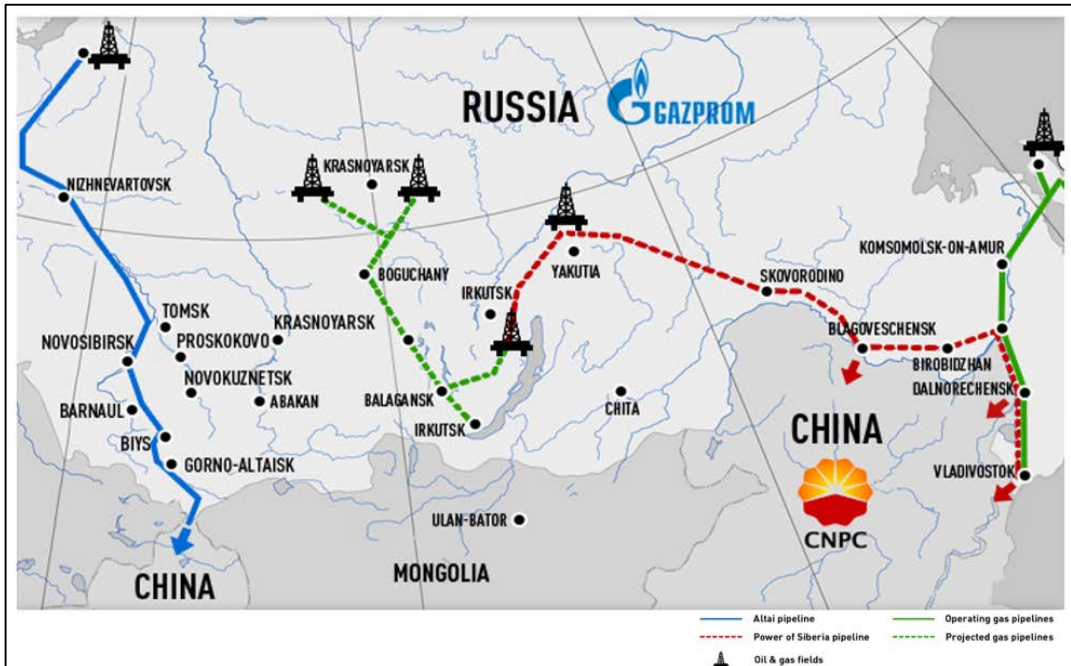 RUSSIA
GAZPROM
KRASNOYARSK
NIZHNEVARTOVSK
KOMSOMOLSK-ON-AMUR
BOGUCHANY
YAKUTIA
SKOVORODINO
IRKUTSK
TOMSK
KRASNOYARSK
PROSKOKOVO
NOVOSIBIRSK
BLAGOVESCHENSK
BIROBIDZHAN
NOVOKUZNETSK
DALNORECHENSK
BALAGANSK
ABAKAN
BARNAUL
CHITA
IRKUTSK
CHINA
BIYS
GORNO-ALTAISK
VLADIVOSTOK
ULAN-BATOR
CNPC
MONGOLIA
CHINA
Altai pipeline
Operating gas pipelines
Power of Siberia pipeline
Projected gas pipelines
Oil & gas fields